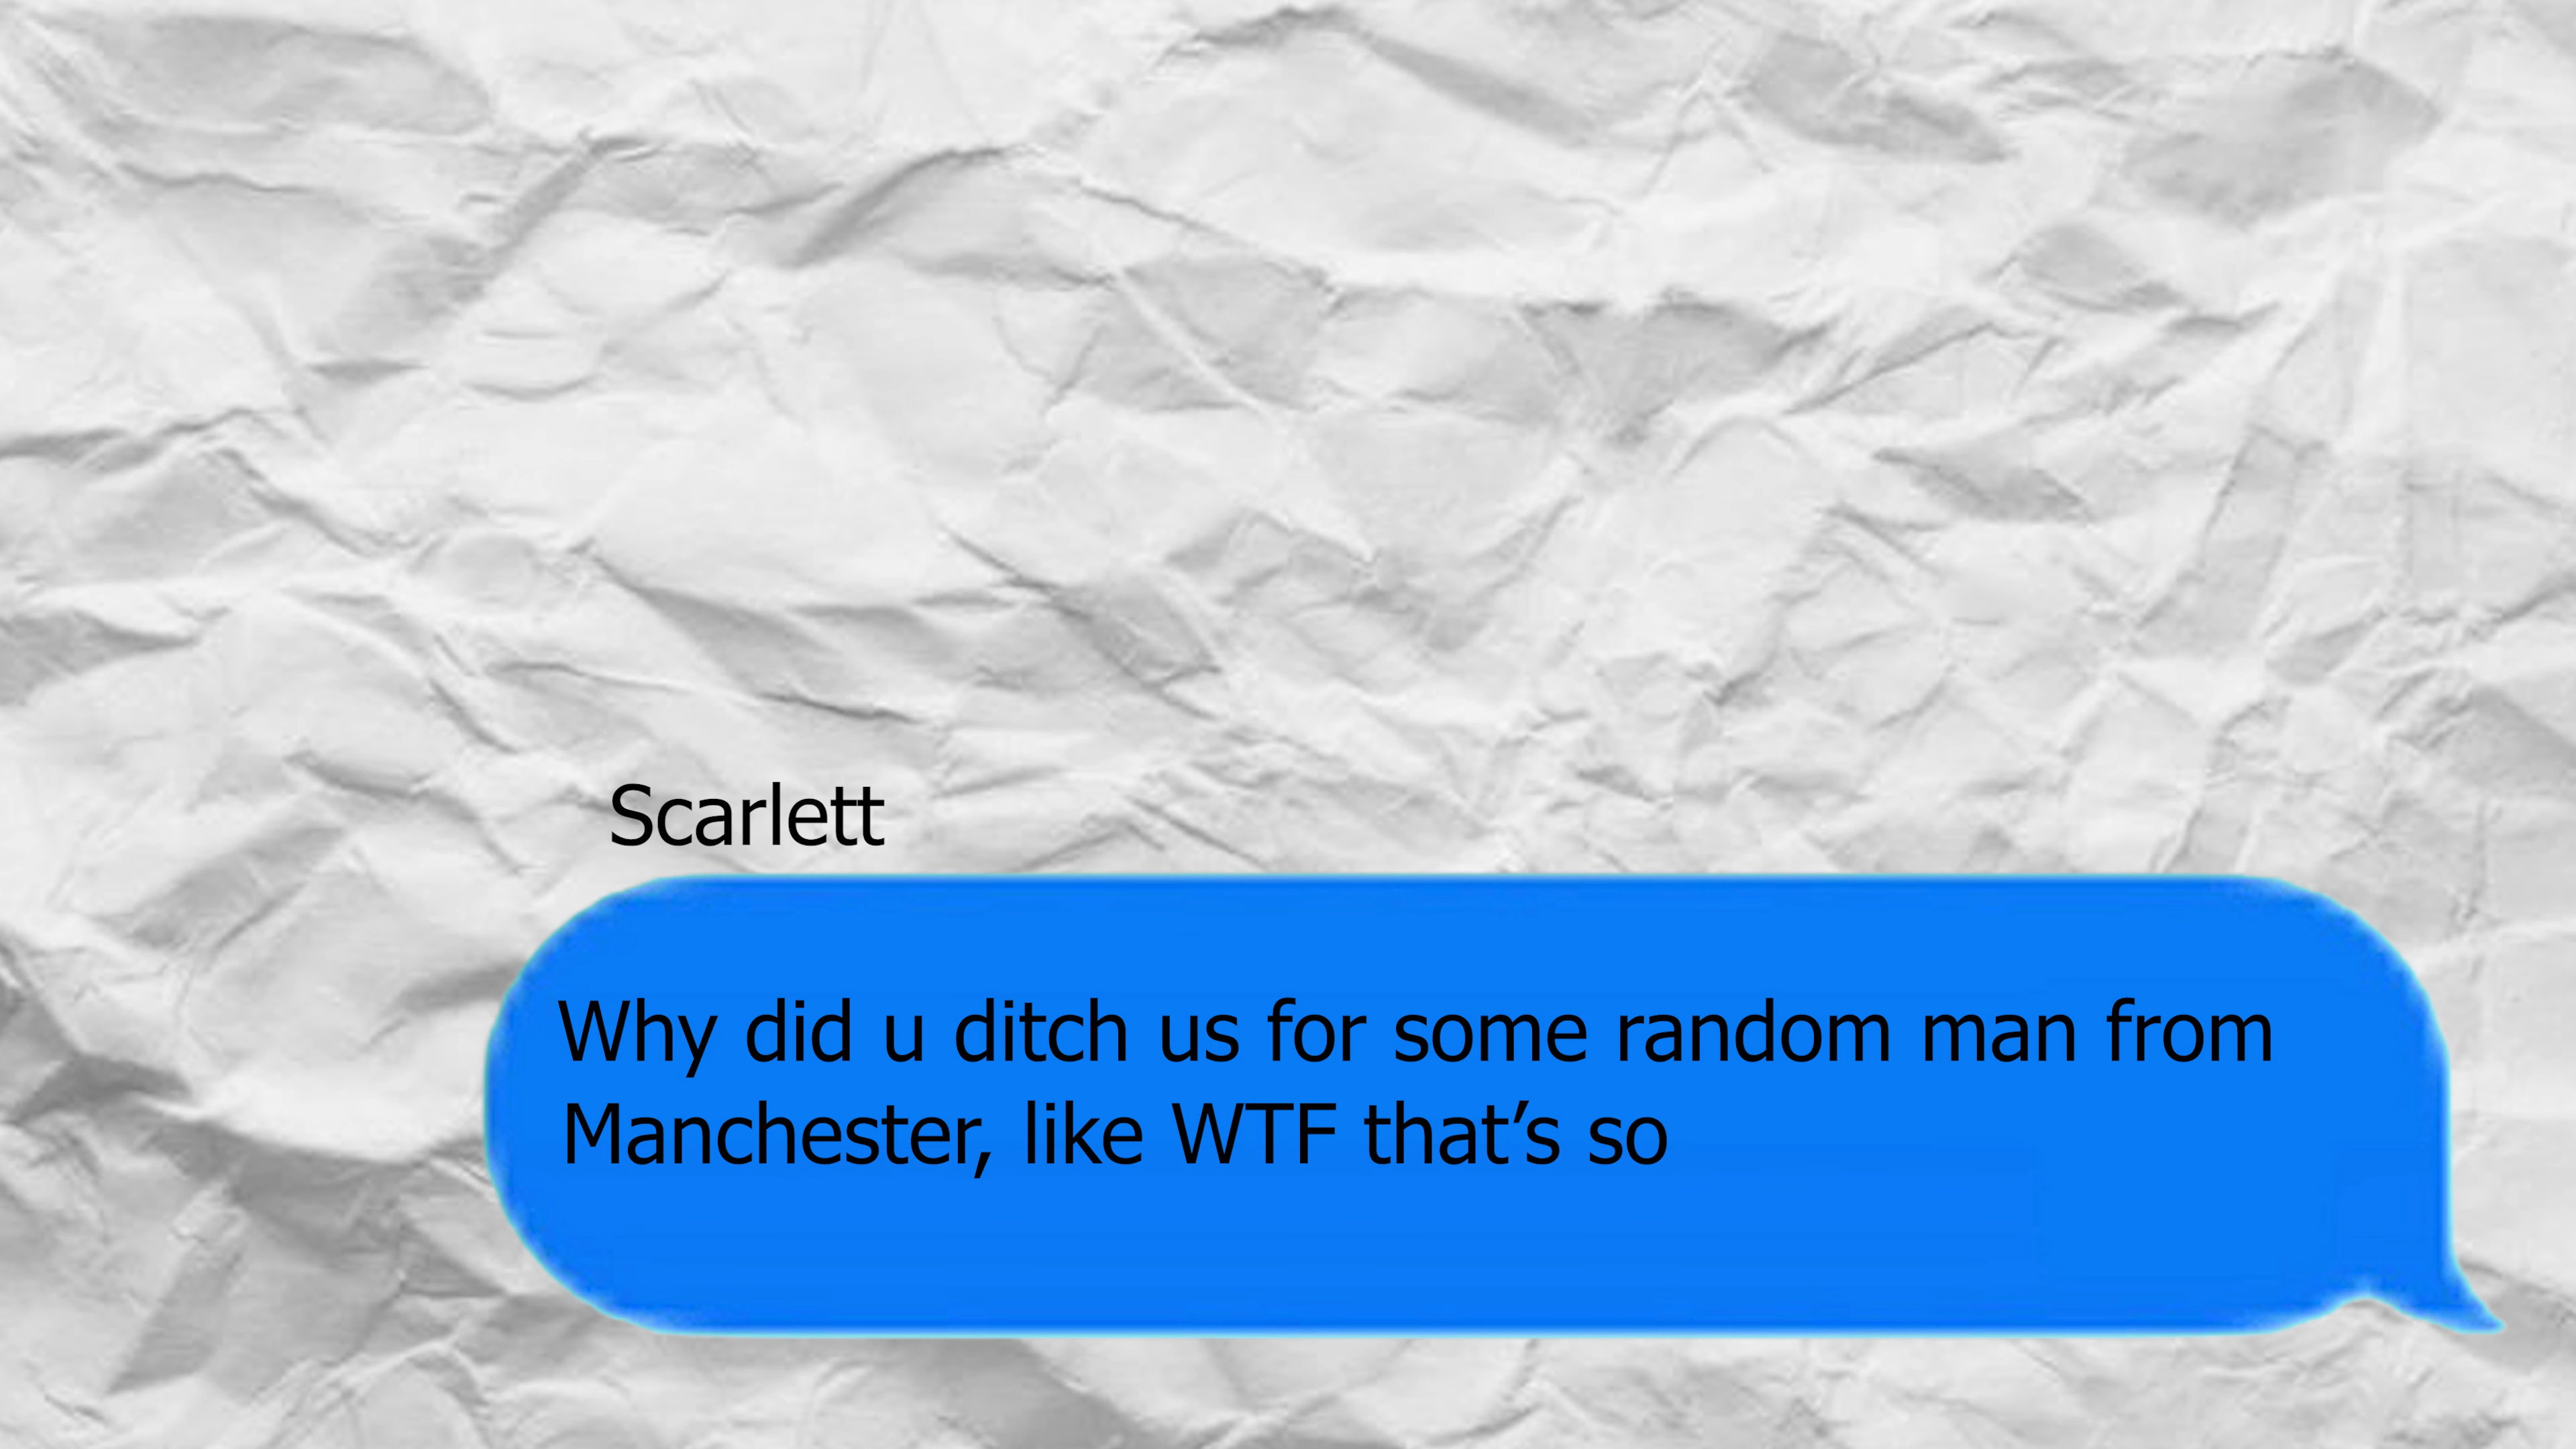 Scarlett
Why did u ditch us for some random man from
Manchester, like WTF that’s so